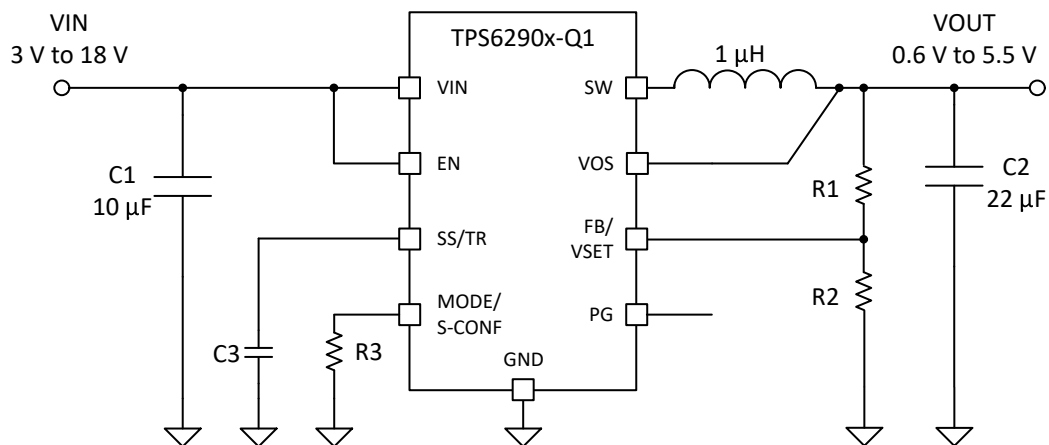 VIN
3 V to 18 V
TPS6290x-Q1
VOUT
0.6 V to 5.5 V
1 µH
VIN
SW
EN
VOS
C1
10 µF
R1
C2
22 µF
SS/TR
FB/
VSET
MODE/
S-CONF
PG
R2
C3
R3
GND